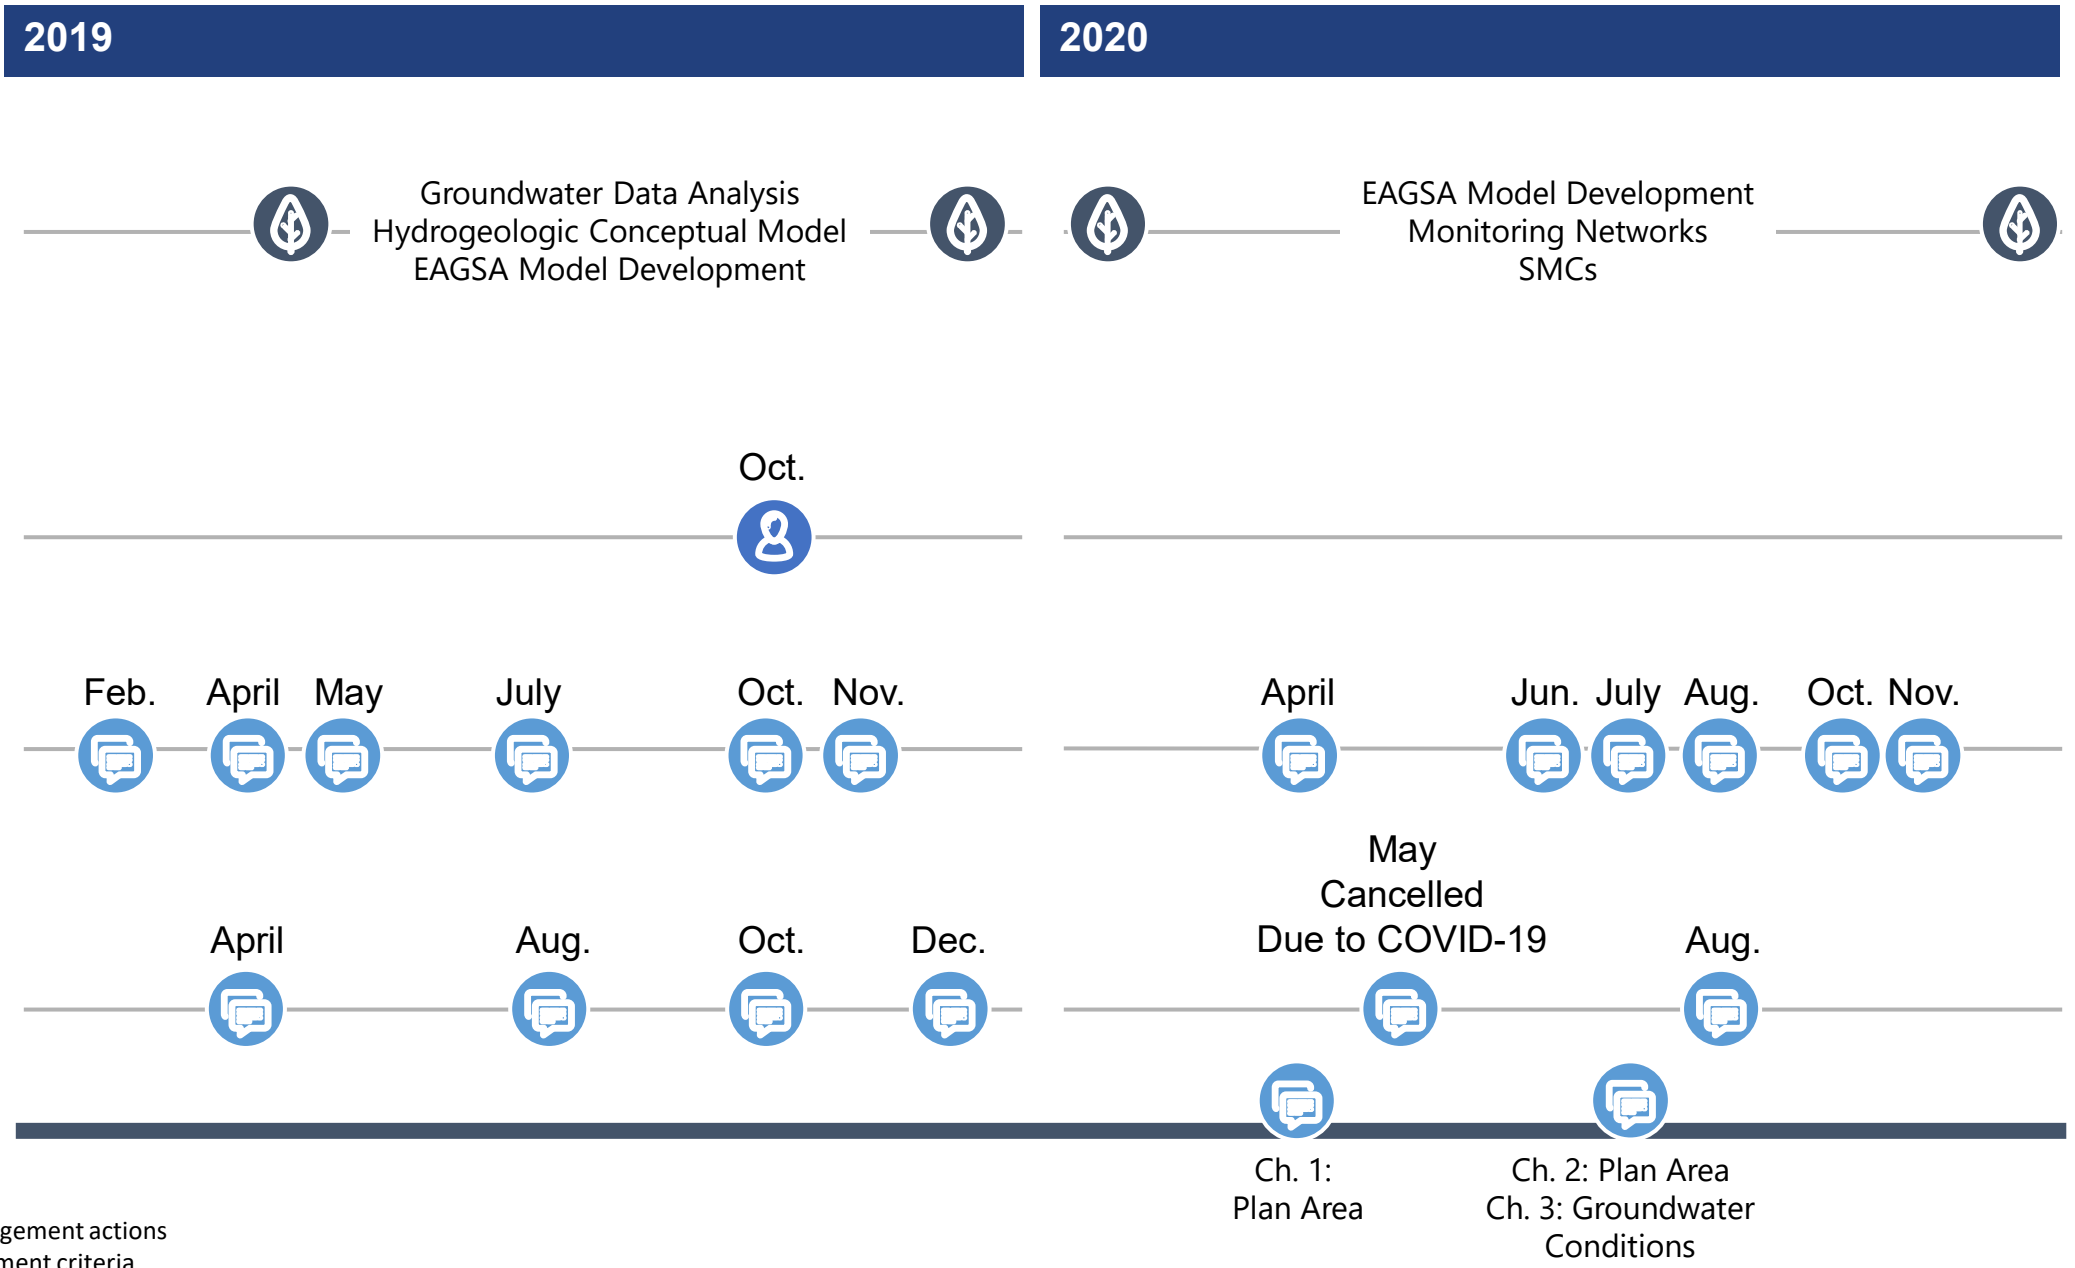 2019
2020
Groundwater Data Analysis
Hydrogeologic Conceptual Model
EAGSA Model Development
EAGSA Model Development
Monitoring Networks
SMCs
Oct.
Feb. April May July Oct. Nov.
April Jun. July Aug. Oct. Nov.
April Aug. Oct. Dec.
May
Cancelled
Due to COVID-19
Aug.
Ch. 1:
Plan Area
Ch. 2: Plan Area
Ch. 3: Groundwater
Conditions
gement actions
ment criteria